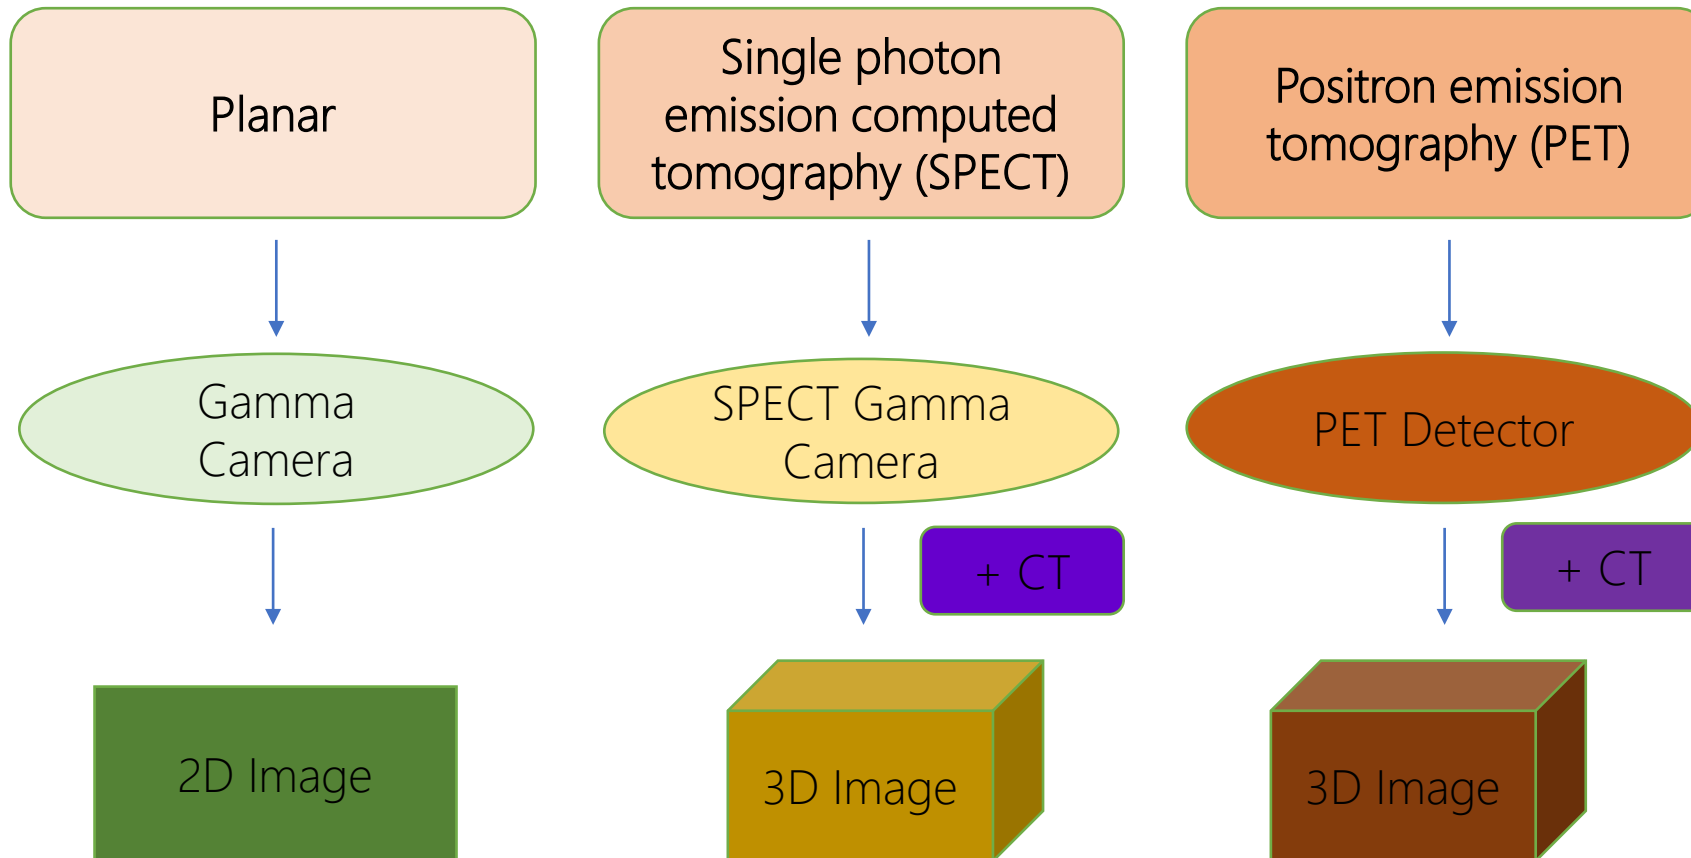 Planar
Single photon
emission computed
tomography (SPECT)
Positron emission
tomography (PET)
Gamma
Camera
SPECT Gamma
Camera
PET Detector
+ CT
+ CT
2D Image
3D Image
3D Image